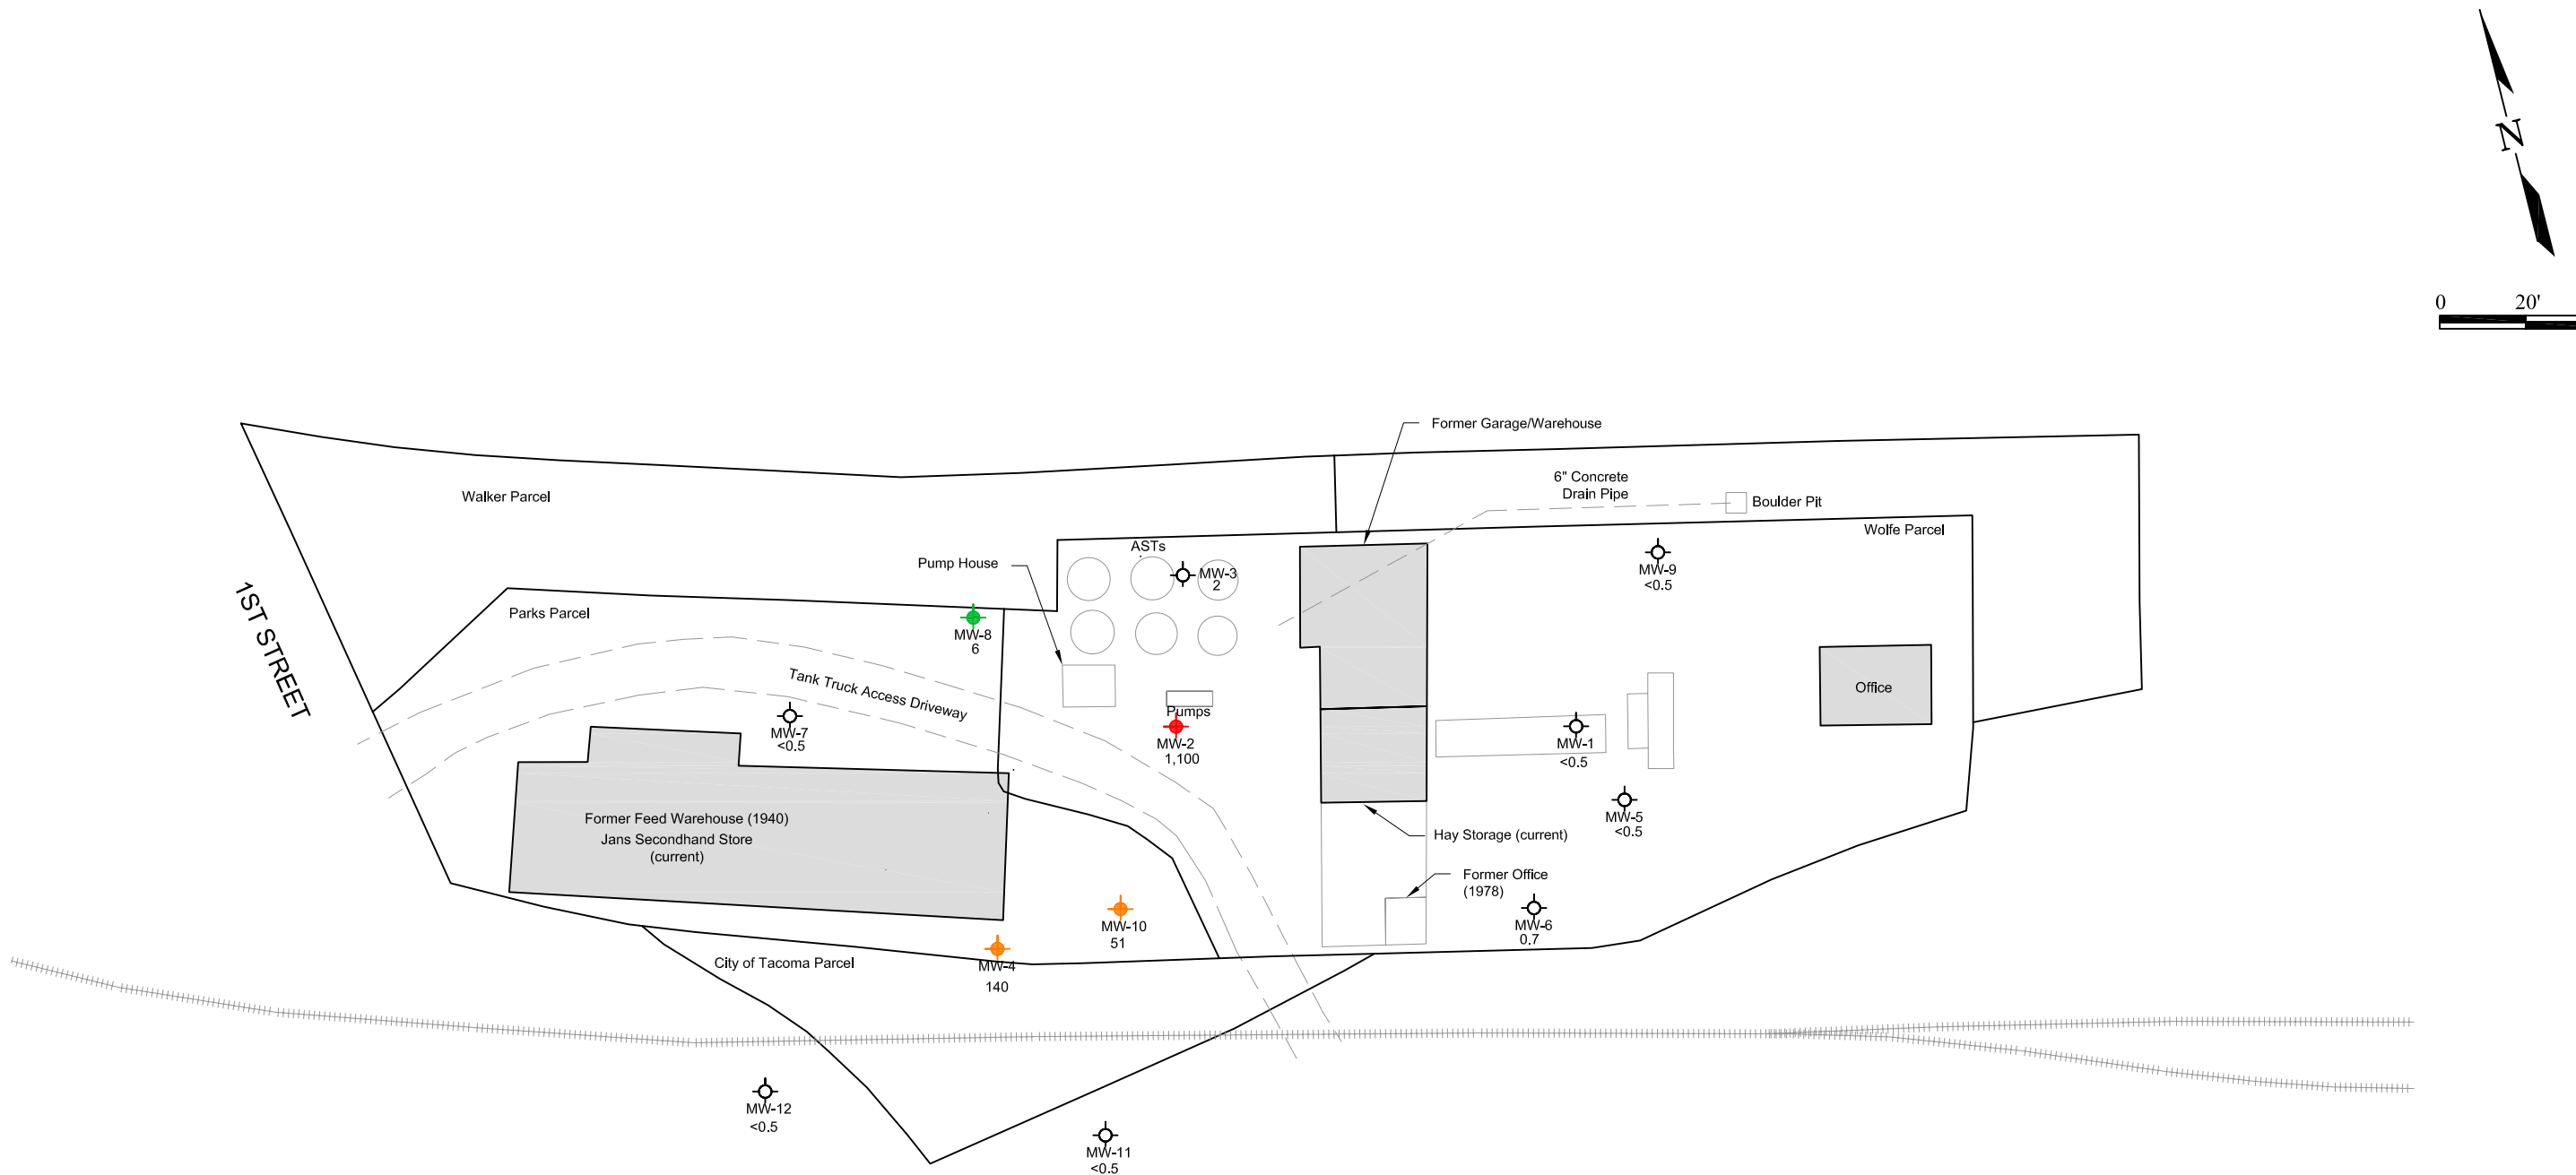 N
0 20'
Former Garage/Warehouse
6" Concrete
Drain Pipe
Boulder Pit
Walker Parcel
Wolfe Parcel
ASTs
Pump House
MW-3
2
MW-9
<0.5
Parks Parcel
MW-8
6
1ST STREET
Tank Truck Access Driveway
Office
Pumps
MW-7
<0.5
MW-2
1,100
MW-1
<0.5
MW-5
<0.5
Former Feed Warehouse (1940)
Jans Secondhand Store
(current)
Hay Storage (current)
Former Office
(1978)
MW-10
51
MW-6
0.7
City of Tacoma Parcel
MW-4
140
MW-12
<0.5
MW-11
<0.5